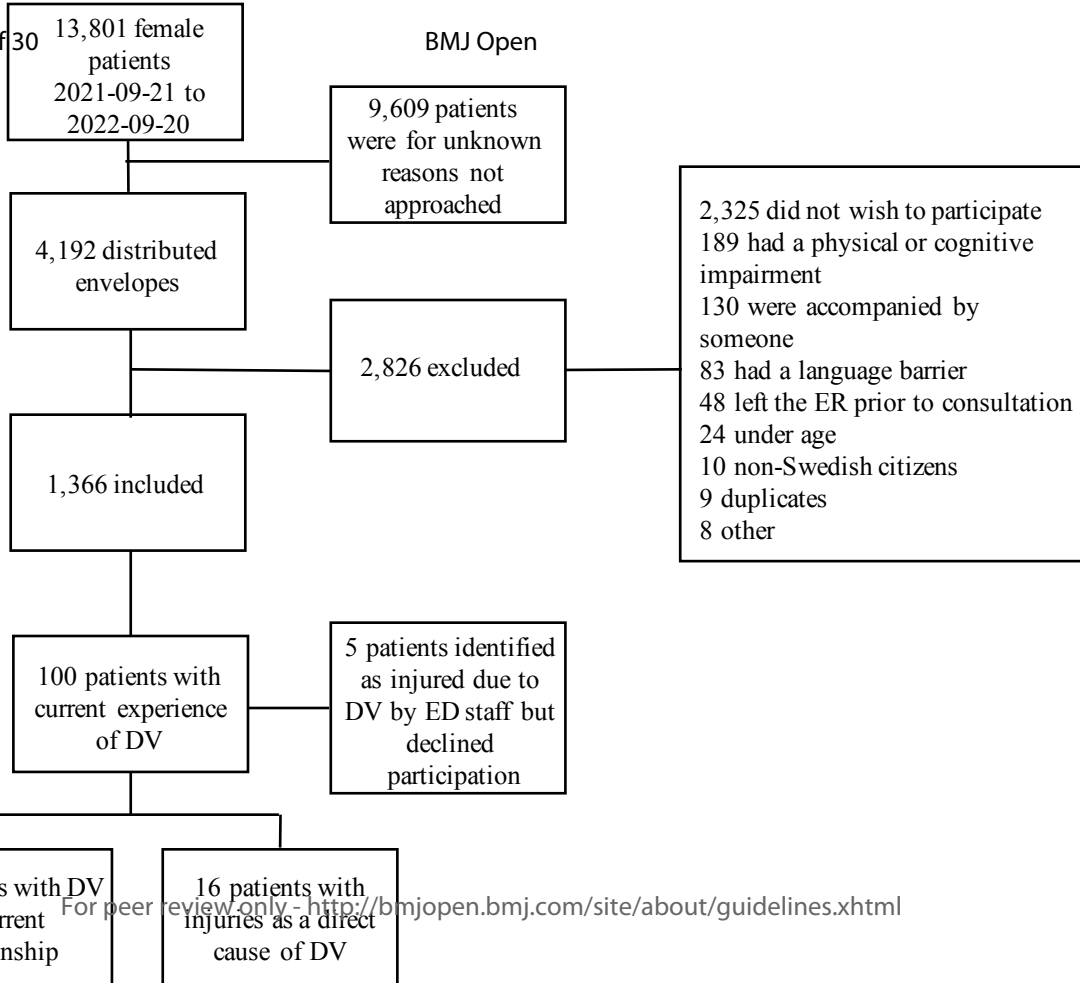 f 30
BMJ Open
13,801 female
patients
2021-09-21 to
2022-09-20
9,609 patients
were for unknown
reasons not
approached
4,192 distributed
envelopes
2,826 excluded
2,325 did not wish to participate
189 had a physical or cognitive
impairment
130 were accompanied by
someone
83 had a language barrier
48 left the ER prior to consultation
24 under age
10 non-Swedish citizens
9 duplicates
8 other
1,366 included
100 patients with
current experience
of DV
5 patients identified
as injured due to
DV by ED staff but
declined
participation
s with DV
rrent
nship
16 patients with
injuries as a direct
cause of DV
For peer review only - http://bmjopen.bmj.com/site/about/guidelines.xhtml